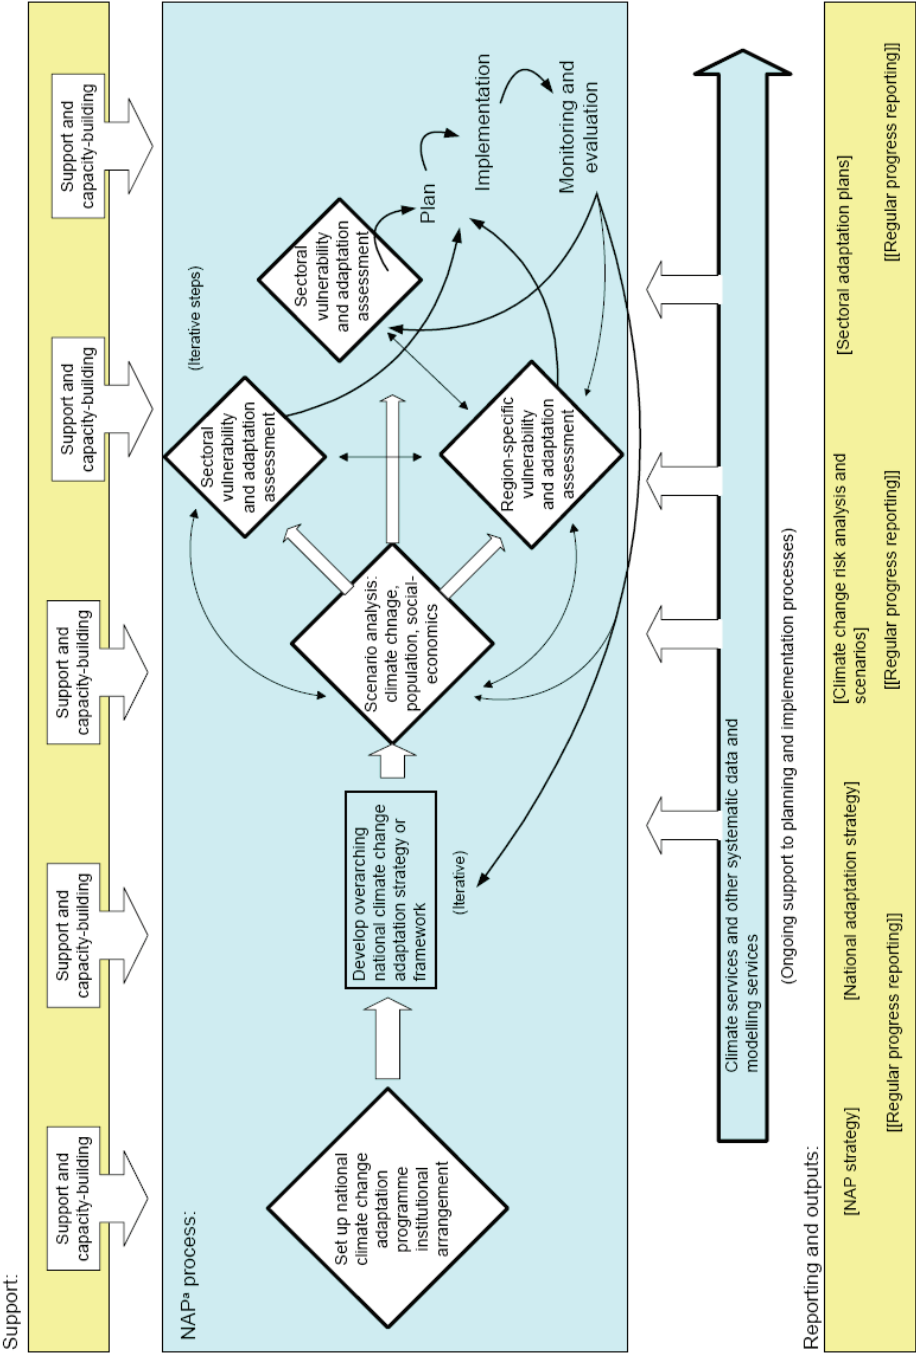 Support:
Support and
capacity-building
Support and
capacity-building
Support and
capacity-building
Support and
capacity-building
Support and
capacity-building
NAPª process:
Set up national
climate change
adaptation
programme
institutional
arrangement
Develop overarching
national climate change
adaptation strategy or
framework
(Iterative)
Scenario analysis:
climate chnage,
population, social-
economics
Sectoral
vulnerability
and adaptation
assessment
(Iterative steps)
Region-specific
vulnerability
and adaptation
assessment
Sectoral
vulnerability
and adaptation
assessment
Plan
Implementation
Monitoring and
evaluation
Climate services and other systematic data and
modelling services
(Ongoing support to planning and implementation processes)
Reporting and outputs:
[NAP strategy]
[National adaptation strategy]
[Climate change risk analysis and
scenarios]
[Sectoral adaptation plans]
[[Regular progress reporting]]
[[Regular progress reporting]]
[[Regular progress reporting]]